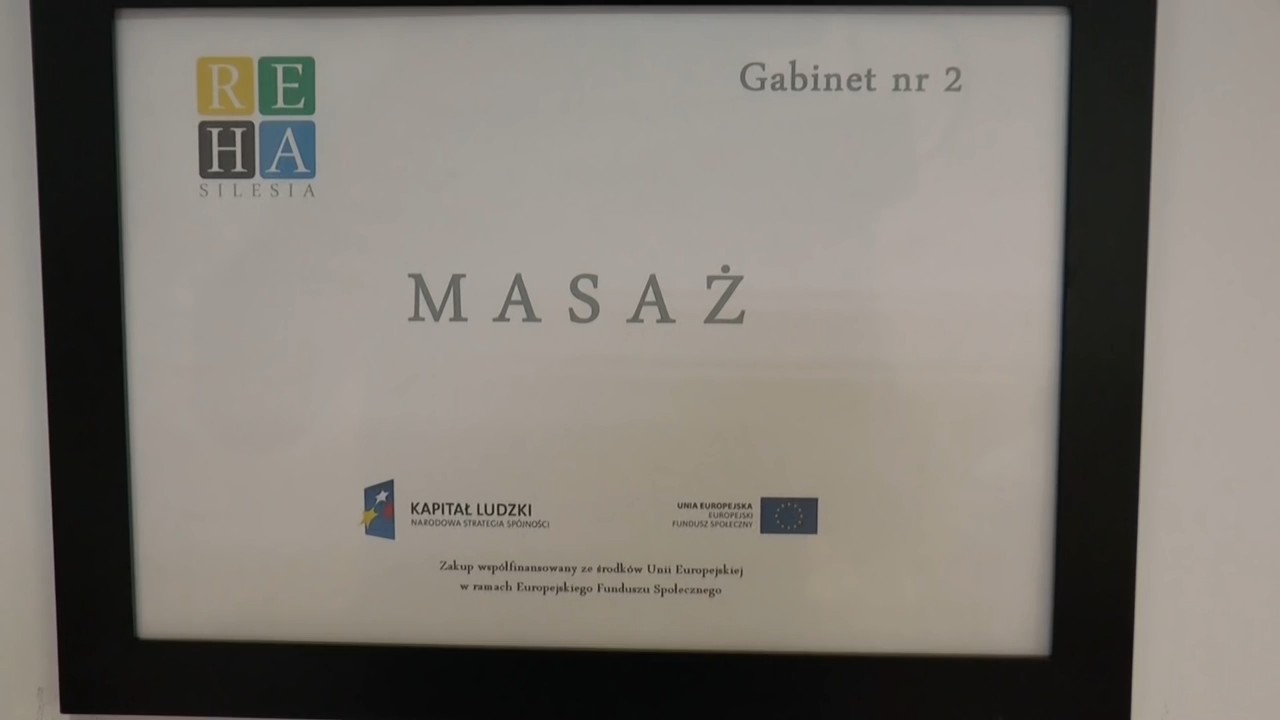 RE
HA
SILESIA
Gabinet nr 2
MASAŻ
KAPITAŁ LUDZKI
NARODOWA STRATEGIA SPÓJNOŚCI
UNIA EUROPEJSKA
EUROPEJSKI
FUNDUSZ SPOŁECZNY
Zakup współfinansowany ze środków Unii Europejskiej
w ramach Europejskiego Funduszu Społecznego